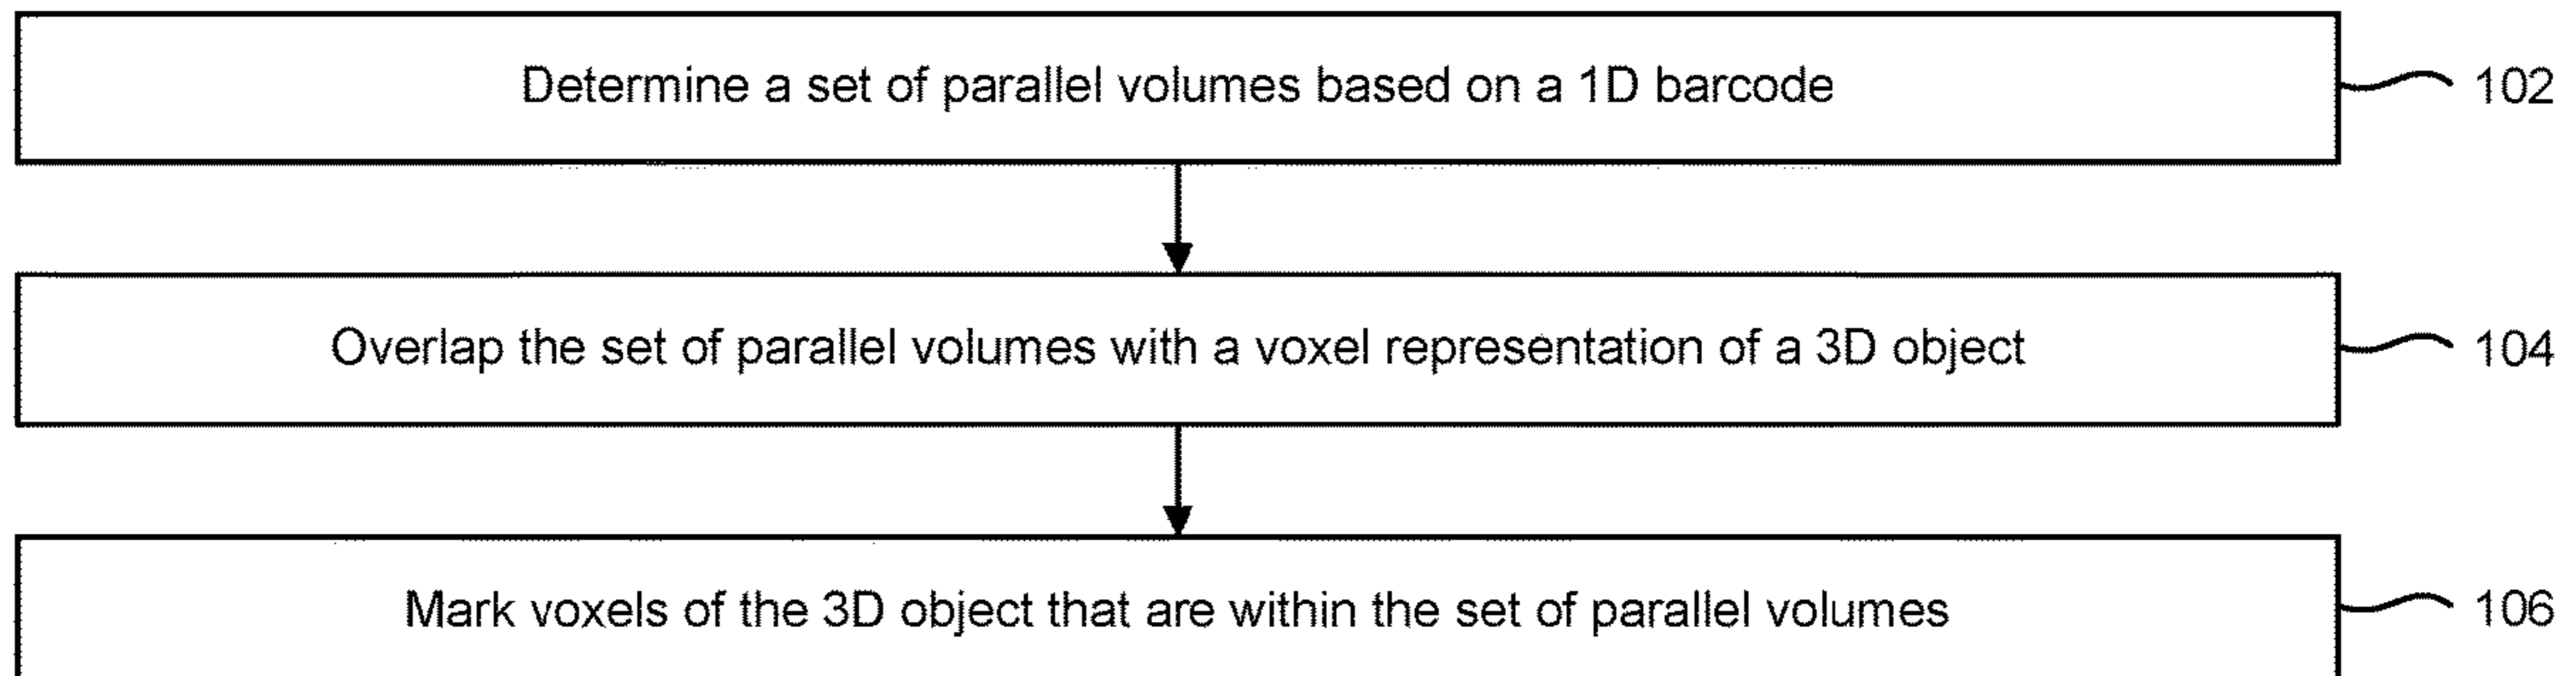 Determine a set of parallel volumes based on a 1D barcode
102
Overlap the set of parallel volumes with a voxel representation of a 3D object
104
Mark voxels of the 3D object that are within the set of parallel volumes
106